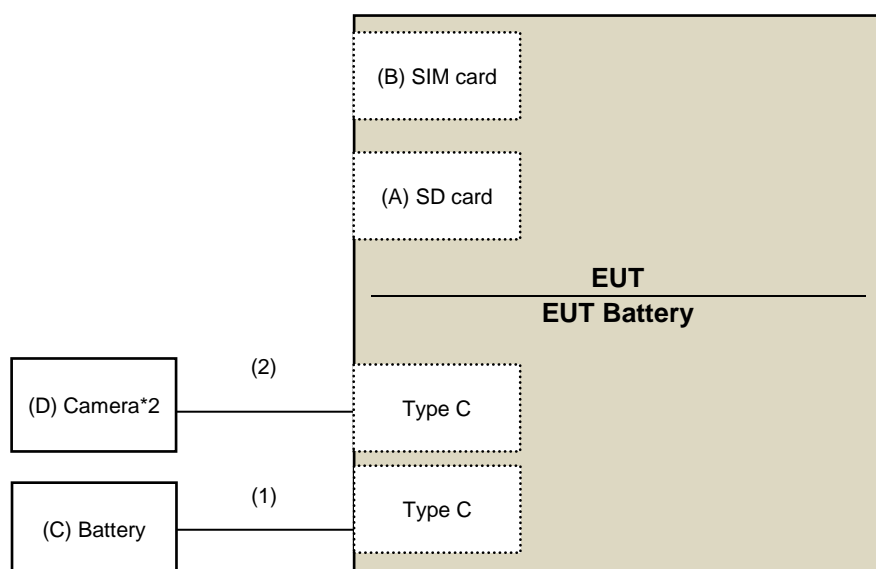 (B) SIM card
(A) SD card
EUT
EUT Battery
(2)
(D) Camera*2
Type C
(1)
Type C
(C) Battery